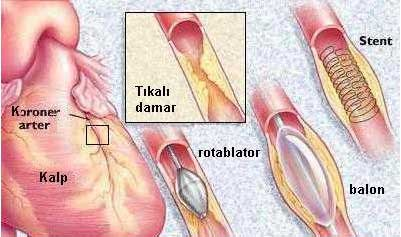 Koroner
arter
Kalp
Tıkalı
damar
rotablator
Stent
balon